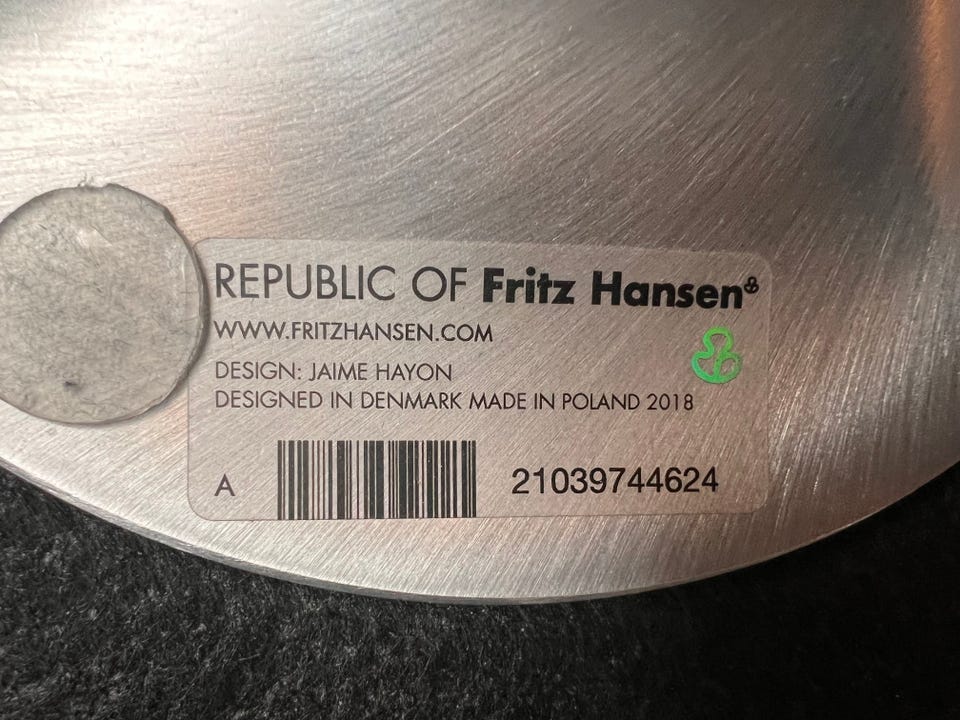 REPUBLIC OF Fritz Hansen
WWW.FRITZHANSEN.COM
DESIGN: JAIME HAYON
DESIGNED IN DENMARK MADE IN POLAND 2018
A 21039744624